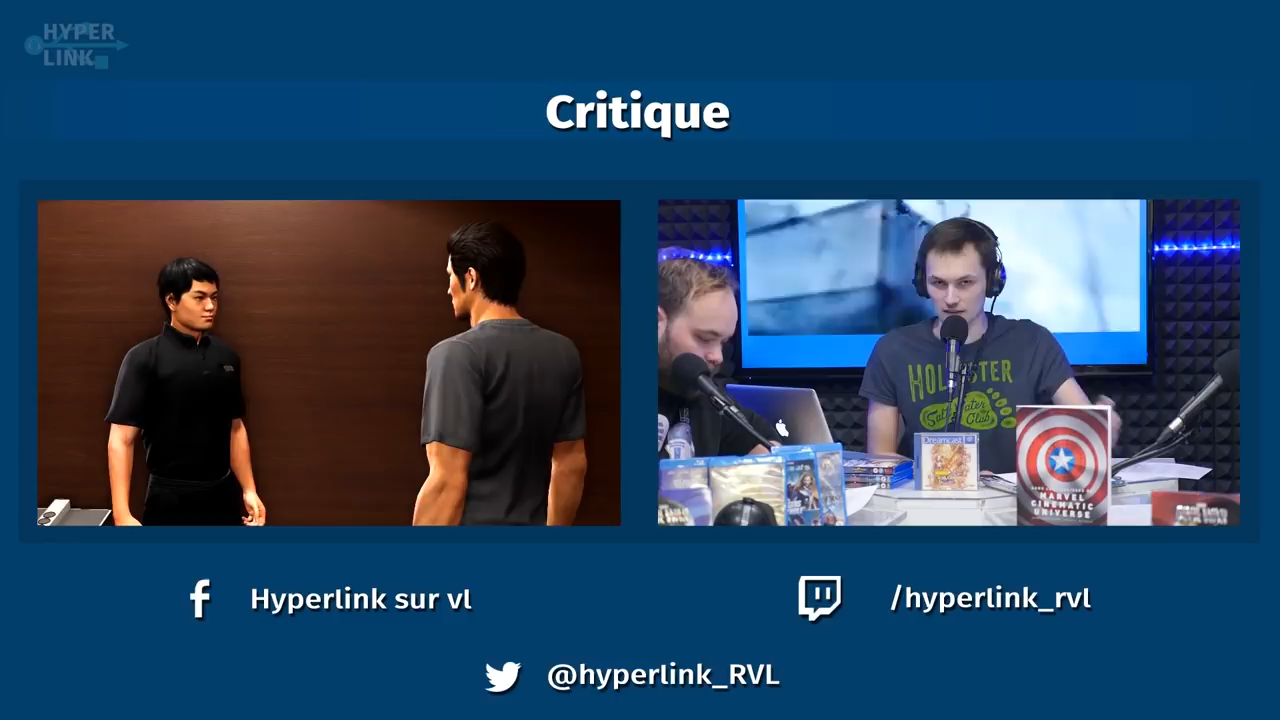 HYPER
LINK
Critique
HOLLISTER
Dreamcast
MARVEL
CINEMATIC
UNIVERSE
Hyperlink sur vl
/hyperlink_rvl
@hyperlink_RVL